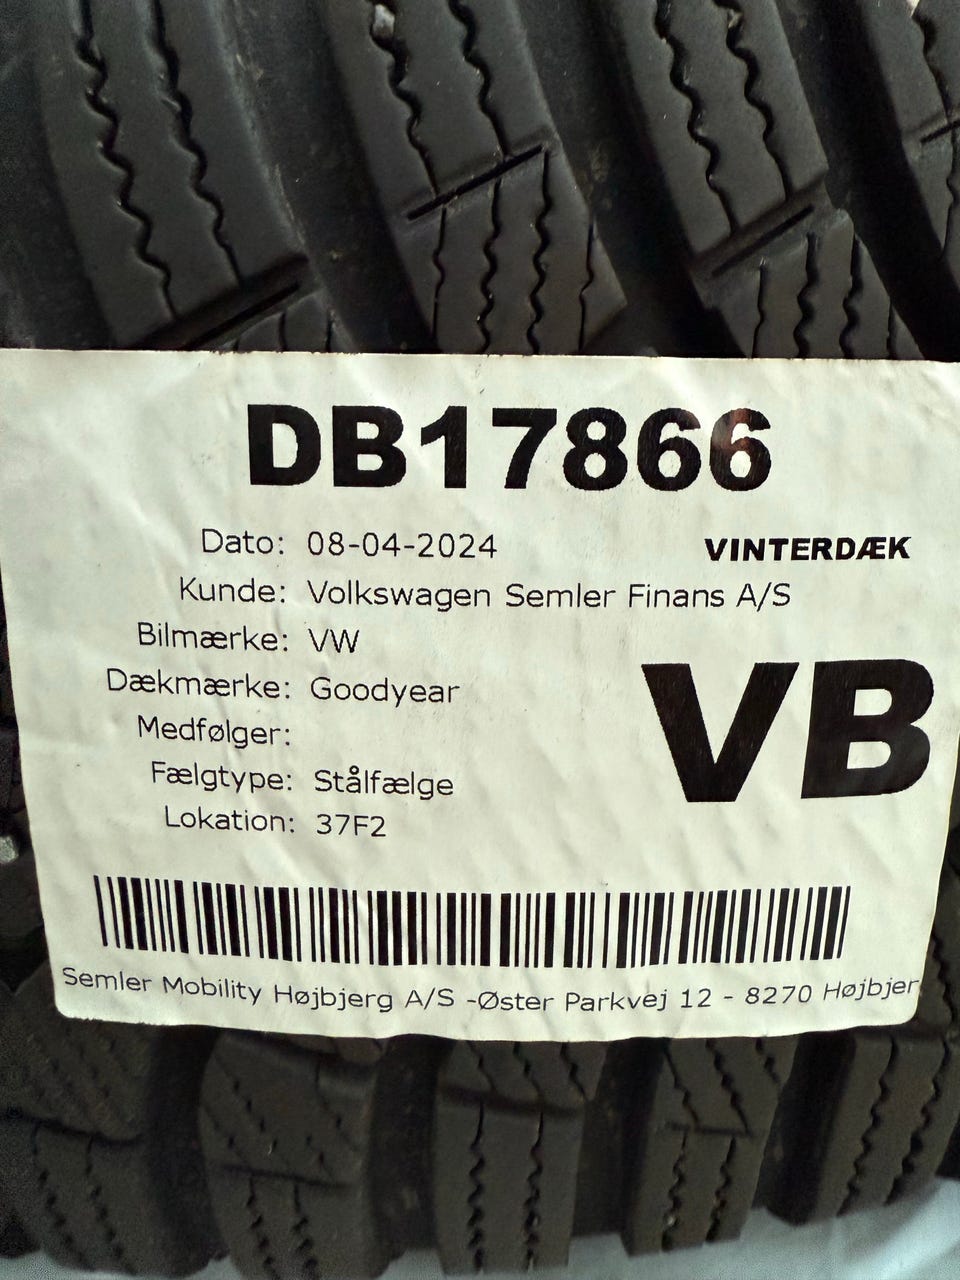 DB17866
Dato: 08-04-2024
VINTERDÆK
Kunde: Volkswagen Semler Finans A/S
Bilmærke: VW
Dækmærke: Goodyear
VB
Medfølger:
Fælgtype: Stålfælge
Lokation: 37F2
Semler Mobility Højbjerg A/S -Øster Parkvej 12 - 8270 Højbjer